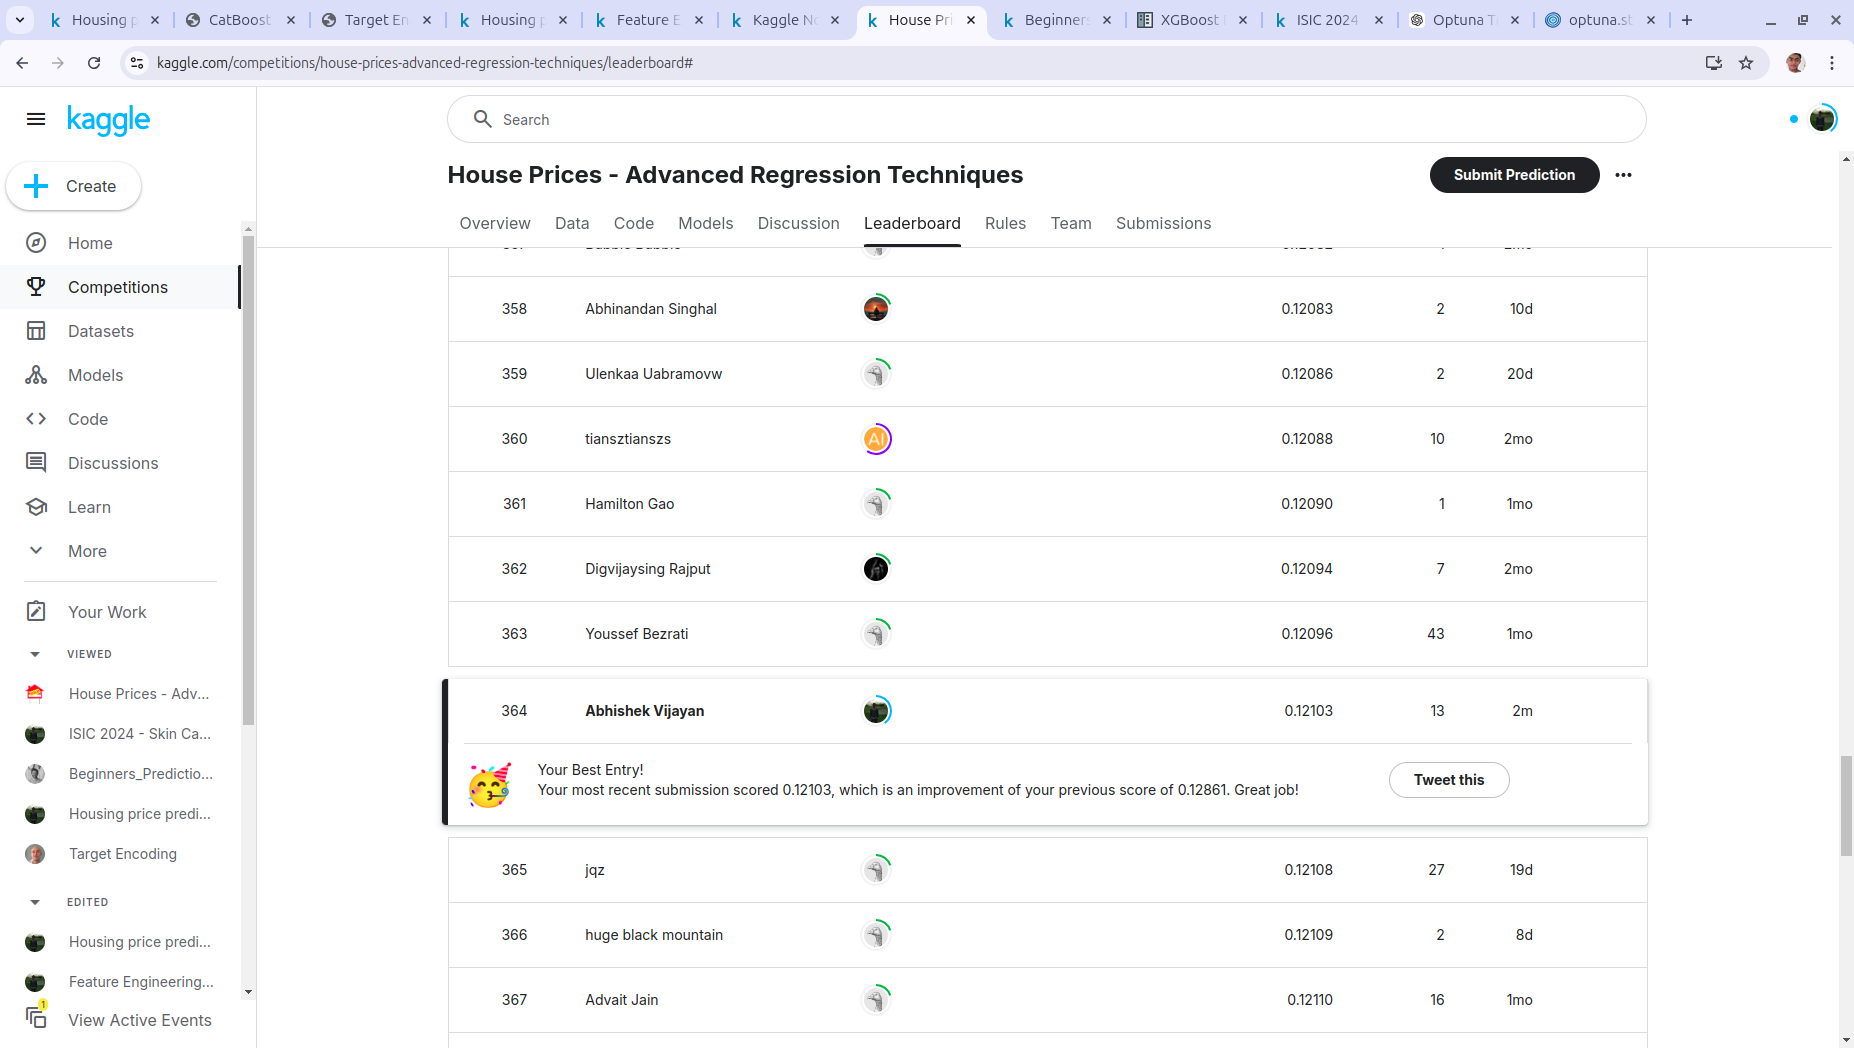 Housing p
CatBoost
Target En
Housing p
Feature E
Kaggle No
House Pri
Beginners
XGBoost
ISIC 2024
Optuna T
optuna.st
kaggle.com/competitions/house-prices-advanced-regression-techniques/leaderboard#
kaggle
Search
Create
House Prices - Advanced Regression Techniques
Submit Prediction
Overview Data Code Models Discussion Leaderboard Rules Team Submissions
Home
Competitions
Datasets
Models
Code
Discussions
Learn
More
Your Work
VIEWED
House Prices - Adv...
ISIC 2024 - Skin Ca...
Beginners_Predictio...
Housing price predi...
Target Encoding
EDITED
Housing price predi...
Feature Engineering...
1
View Active Events
358 Abhinandan Singhal 0.12083 2 10d
359 Ulenkaa Uabramovw 0.12086 2 20d
360 tiansztianszs AI 0.12088 10 2mo
361 Hamilton Gao 0.12090 1 1mo
362 Digvijaysing Rajput 0.12094 7 2mo
363 Youssef Bezrati 0.12096 43 1mo
364 Abhishek Vijayan 0.12103 13 2m
Your Best Entry!
Your most recent submission scored 0.12103, which is an improvement of your previous score of 0.12861. Great job!
Tweet this
365 jqz 0.12108 27 19d
366 huge black mountain 0.12109 2 8d
367 Advait Jain 0.12110 16 1mo